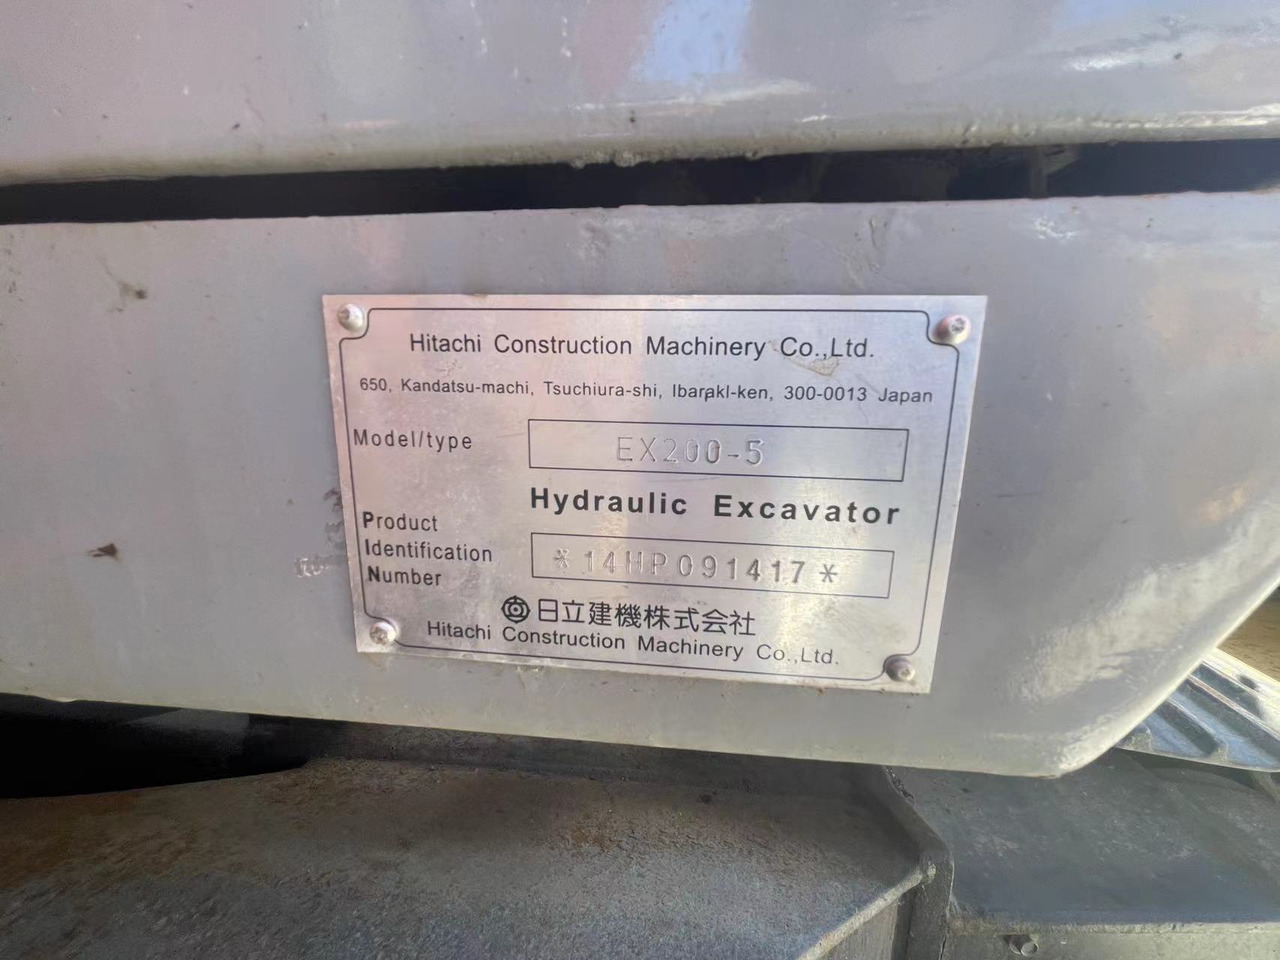 Hitachi Construction Machinery Co.,Ltd.
650, Kandatsu-machi, Tsuchiura-shi, Ibarakl-ken, 300-0013 Japan
Model/type EX200-5
Hydraulic Excavator
Product
Identification
Number
*14HP091417*
日立建機株式会社
Hitachi Construction Machinery Co.,Ltd.